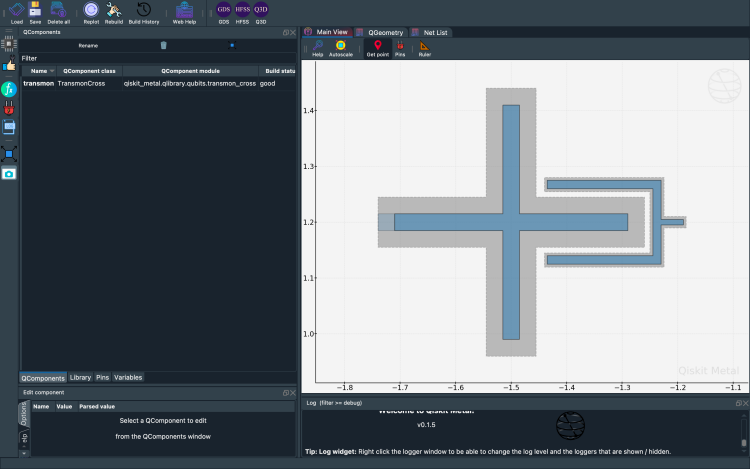 Load Save Delete all Replot Rebuild Build History Web Help GDS HFSS Q3D
GDS HFSS Q3D
QComponents
Rename
Filter
Name QComponent class QComponent module Build statu
transmon TransmonCross qiskit_metal.qlibrary.qubits.transmon_cross good
QComponents Library Pins Variables
Edit component
Options
elp
Name Value Parsed value
Select a QComponent to edit
from the QComponents window
Main View QGeometry Net List
Help Autoscale Get point Pins Ruler
1.4
1.3
1.2
1.1
1.0
−1.8 −1.7 −1.6 −1.5 −1.4 −1.3 −1.2 −1.1
Qiskit Metal
Log (filter >= debug)
Welcome to Qiskit Metal!
v0.1.5
Tip: Log widget: Right click the logger window to be able to change the log level and the loggers that are shown / hidden.